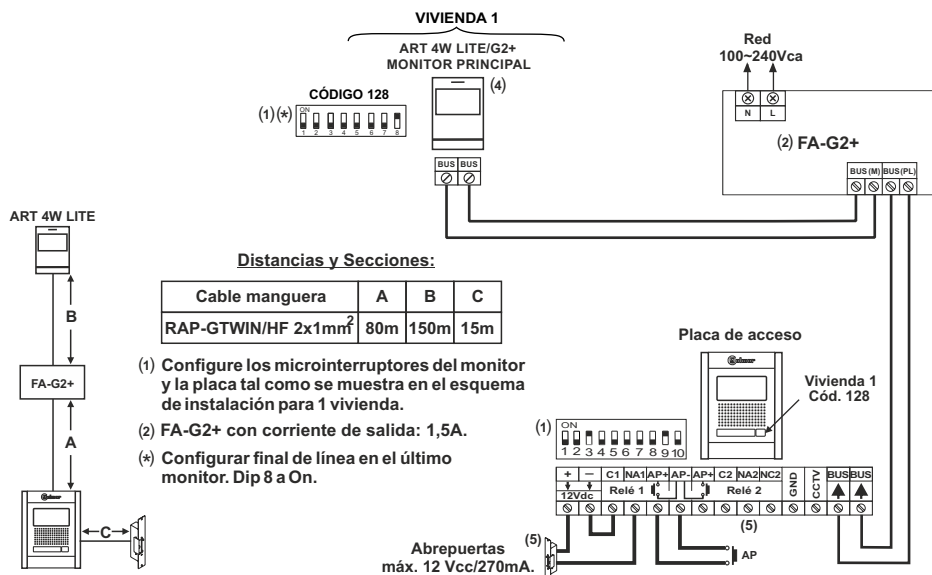 VIVIENDA 1
ART 4W LITE/G2+
MONITOR PRINCIPAL
(4)
CÓDIGO 128
(1) (*)
ON
1 2 3 4 5 6 7 8
BUS BUS
Red
100~240Vca
N L
(2) FA-G2+
BUS (M) BUS (PL)
ART 4W LITE
B
FA-G2+
A
C
Distancias y Secciones:
Cable manguera A B C
RAP-GTWIN/HF 2x1mm² 80m 150m 15m
(1) Configure los microinterruptores del monitor
y la placa tal como se muestra en el esquema
de instalación para 1 vivienda.
(2) FA-G2+ con corriente de salida: 1,5A.
(*) Configurar final de línea en el último
monitor. Dip 8 a On.
Placa de acceso
Golmar
Vivienda 1
Cód. 128
(1)
ON
1 2 3 4 5 6 7 8 9 10
+ – C1 NA1 AP+ AP- AP+ C2 NA2 NC2 GND CCTV BUS BUS
12Vdc Relé 1 Relé 2
(5)
(5)
Abrepuertas
máx. 12 Vcc/270mA.
AP